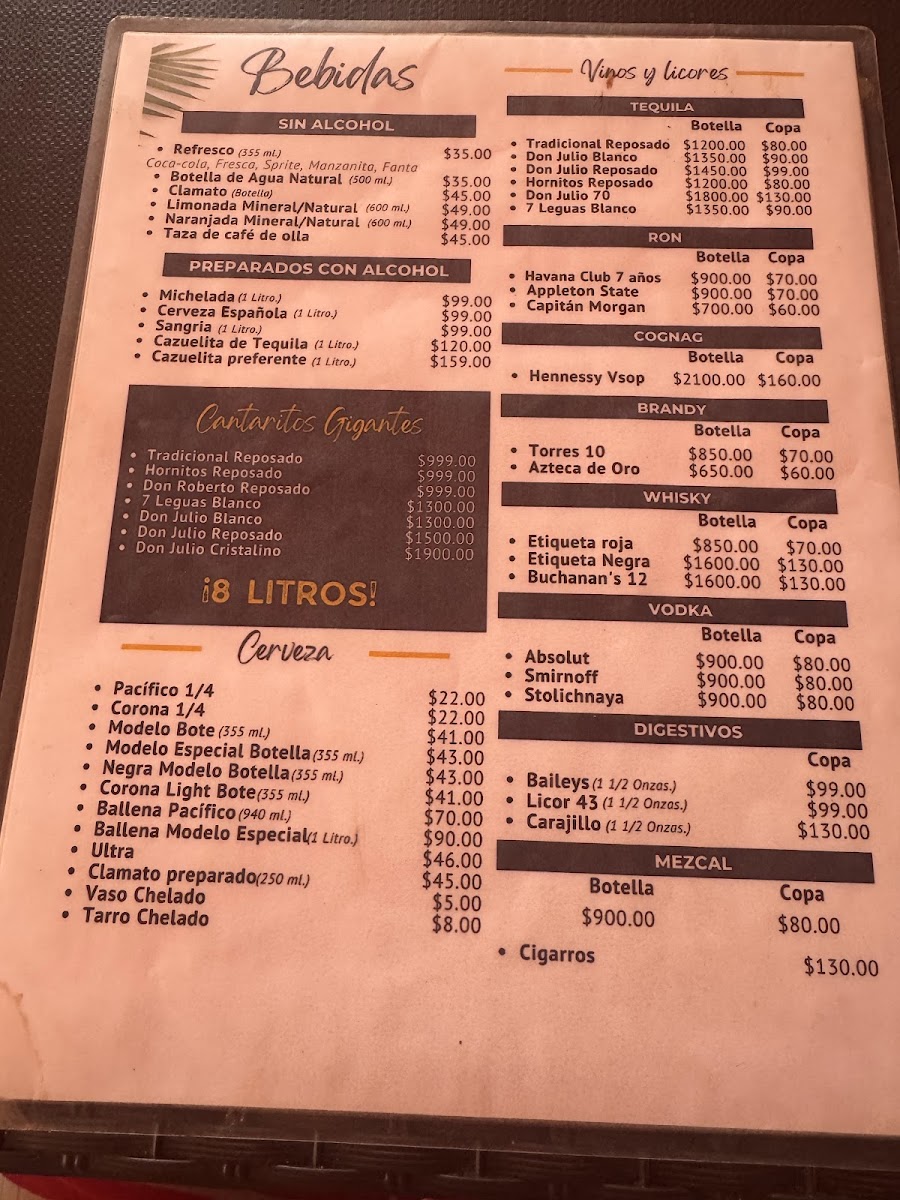 Bebidas
SIN ALCOHOL
• Refresco (355 ml.) $35.00
Coca-cola, Fresca, Sprite, Manzanita, Fanta
• Botella de Agua Natural (500 ml.) $35.00
• Clamato (Botella) $45.00
• Limonada Mineral/Natural (600 ml.) $49.00
• Naranjada Mineral/Natural (600 ml.) $49.00
• Taza de café de olla $45.00
PREPARADOS CON ALCOHOL
• Michelada (1 Litro.) $99.00
• Cerveza Española (1 Litro.) $99.00
• Sangria (1 Litro.) $99.00
• Cazuelita de Tequila (1 Litro.) $120.00
• Cazuelita preferente (1 Litro.) $159.00
Cantaritos Gigantes
• Tradicional Reposado $999.00
• Hornitos Reposado $999.00
• Don Roberto Reposado $999.00
• 7 Leguas Blanco $1300.00
• Don Julio Blanco $1300.00
• Don Julio Reposado $1500.00
• Don Julio Cristalino $1900.00
¡8 LITROS!
Cerveza
• Pacífico 1/4 $22.00
• Corona 1/4 $22.00
• Modelo Bote (355 ml.) $41.00
• Modelo Especial Botella (355 ml.) $43.00
• Negra Modelo Botella (355 ml.) $43.00
• Corona Light Bote (355 ml.) $41.00
• Ballena Pacífico (940 ml.) $70.00
• Ballena Modelo Especial (1 Litro.) $90.00
• Ultra $46.00
• Clamato preparado (250 ml.) $45.00
• Vaso Chelado $5.00
• Tarro Chelado $8.00
Vinos y licores
TEQUILA
Botella Copa
• Tradicional Reposado $1200.00 $80.00
• Don Julio Blanco $1350.00 $90.00
• Don Julio Reposado $1450.00 $99.00
• Hornitos Reposado $1200.00 $80.00
• Don Julio 70 $1800.00 $130.00
• 7 Leguas Blanco $1350.00 $90.00
RON
Botella Copa
• Havana Club 7 años $900.00 $70.00
• Appleton State $900.00 $70.00
• Capitán Morgan $700.00 $60.00
COGNAG
Botella Copa
• Hennessy Vsop $2100.00 $160.00
BRANDY
Botella Copa
• Torres 10 $850.00 $70.00
• Azteca de Oro $650.00 $60.00
WHISKY
Botella Copa
• Etiqueta roja $850.00 $70.00
• Etiqueta Negra $1600.00 $130.00
• Buchanan's 12 $1600.00 $130.00
VODKA
Botella Copa
• Absolut $900.00 $80.00
• Smirnoff $900.00 $80.00
• Stolichnaya $900.00 $80.00
DIGESTIVOS
Copa
• Baileys (1 1/2 Onzas.) $99.00
• Licor 43 (1 1/2 Onzas.) $99.00
• Carajillo (1 1/2 Onzas.) $130.00
MEZCAL
Botella Copa
$900.00 $80.00
• Cigarros $130.00